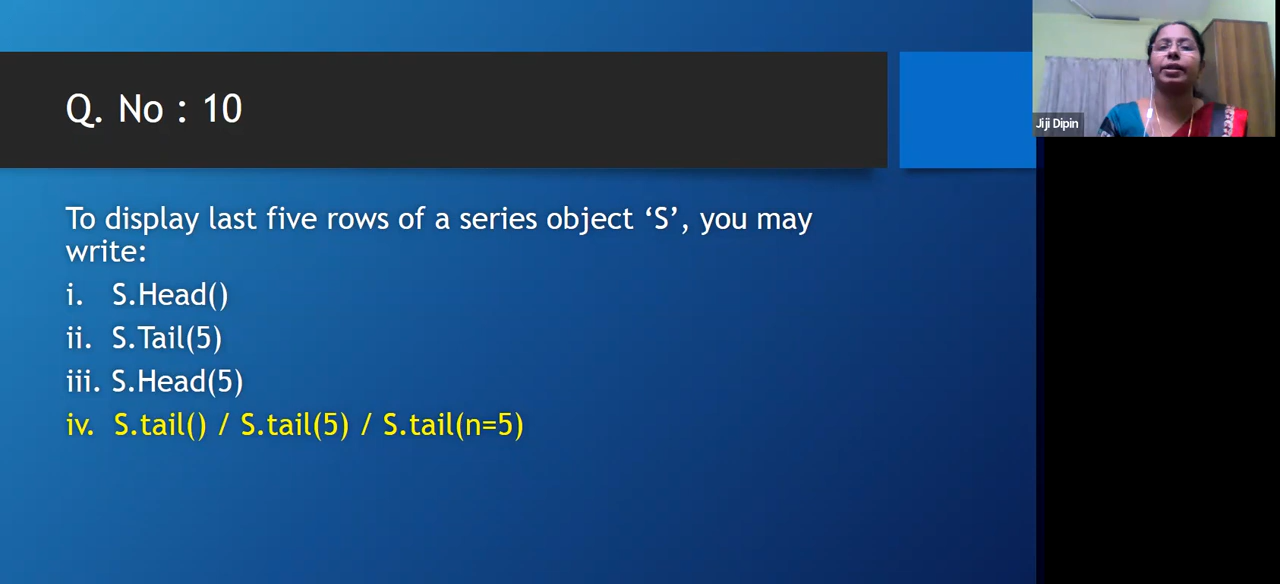 Q. No : 10
Jiji Dipin
To display last five rows of a series object ‘S’, you may
write:
i. S.Head()
ii. S.Tail(5)
iii. S.Head(5)
iv. S.tail() / S.tail(5) / S.tail(n=5)